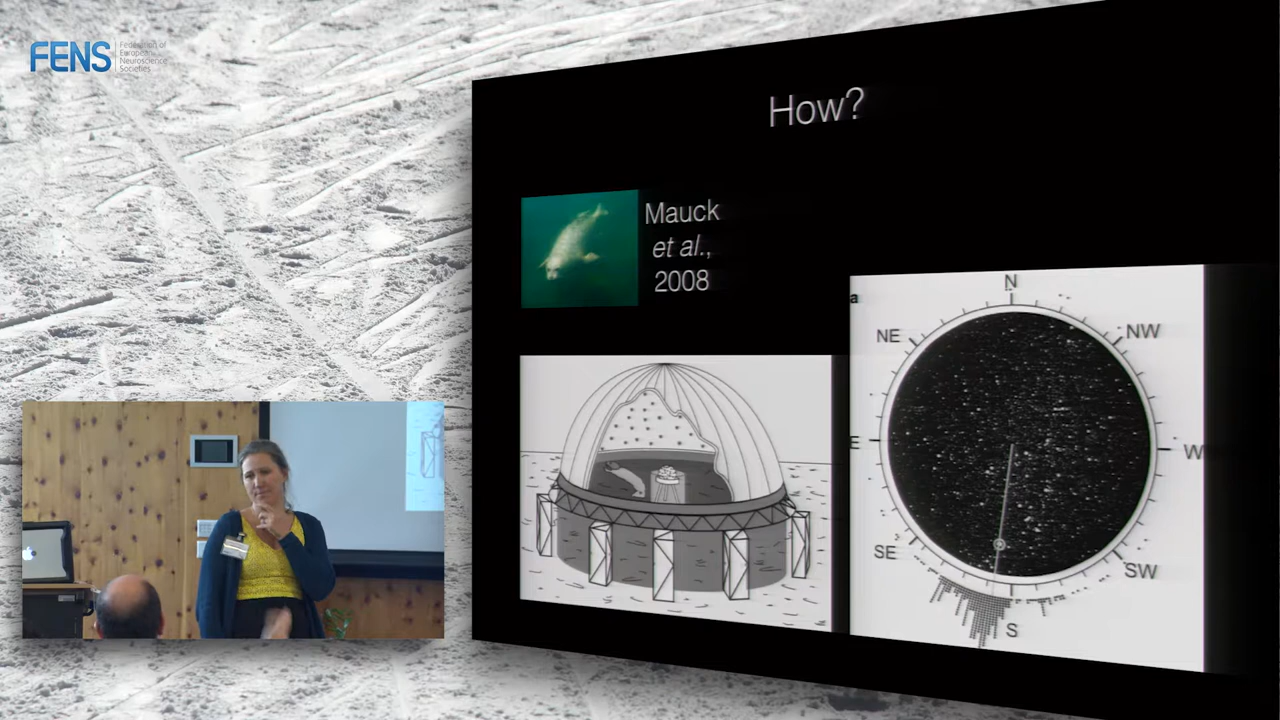 FENS
Federation of
European
Neuroscience
Societies
How?
Mauck
et al.,
2008
a
N
NE
NW
E
W
SE
SW
S